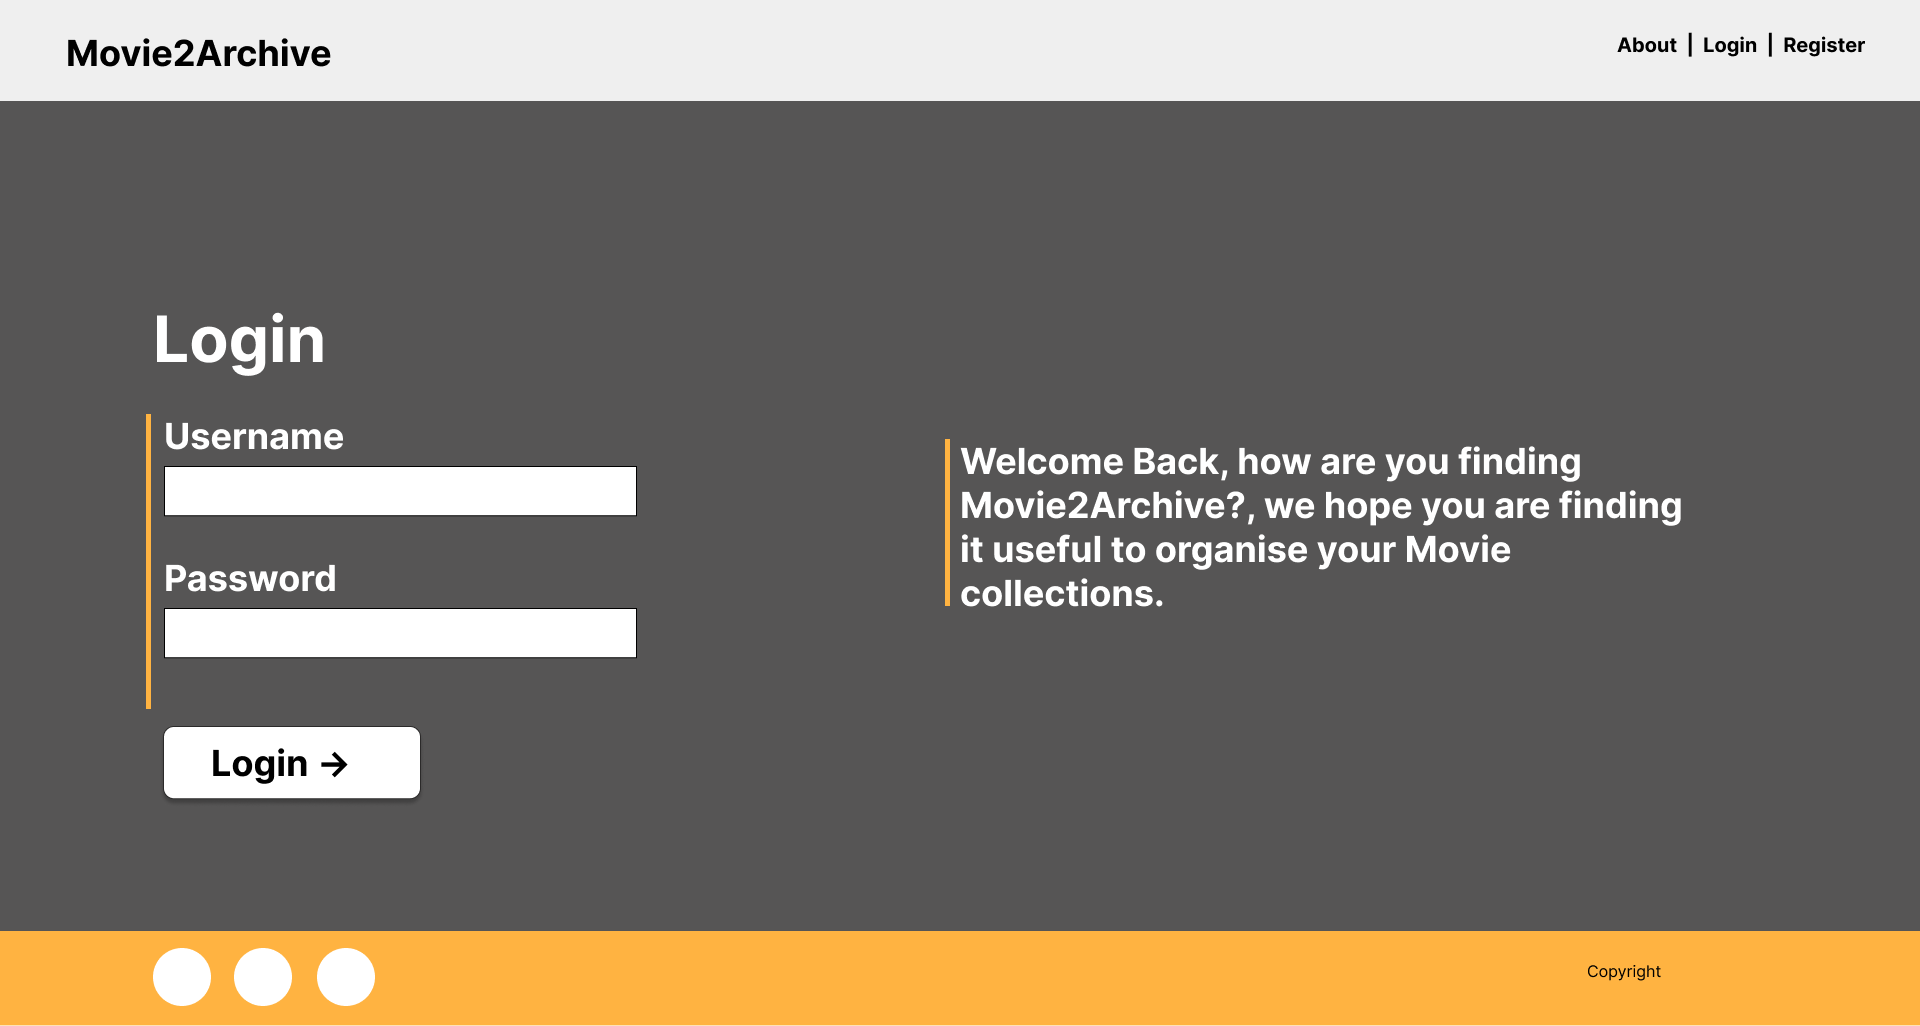 Movie2Archive
About | Login | Register
Login
Username
Password
Login →
Welcome Back, how are you finding
Movie2Archive?, we hope you are finding
it useful to organise your Movie
collections.
Copyright